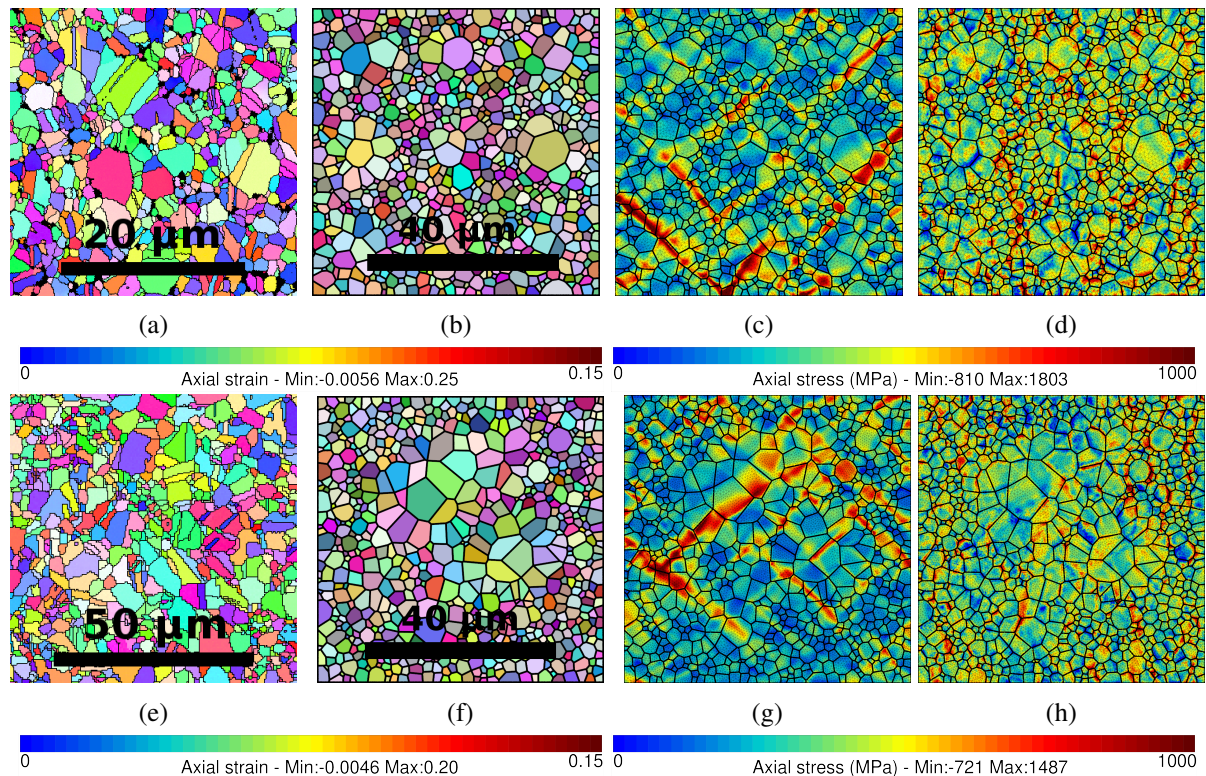 20 μm
40 μm
(a)
(b)
(c)
(d)
0
Axial strain - Min:-0.0056 Max:0.25
0.15
0
Axial stress (MPa) - Min:-810 Max:1803
1000
50 μm
40 μm
(e)
(f)
(g)
(h)
0
Axial strain - Min:-0.0046 Max:0.20
0.15
0
Axial stress (MPa) - Min:-721 Max:1487
1000